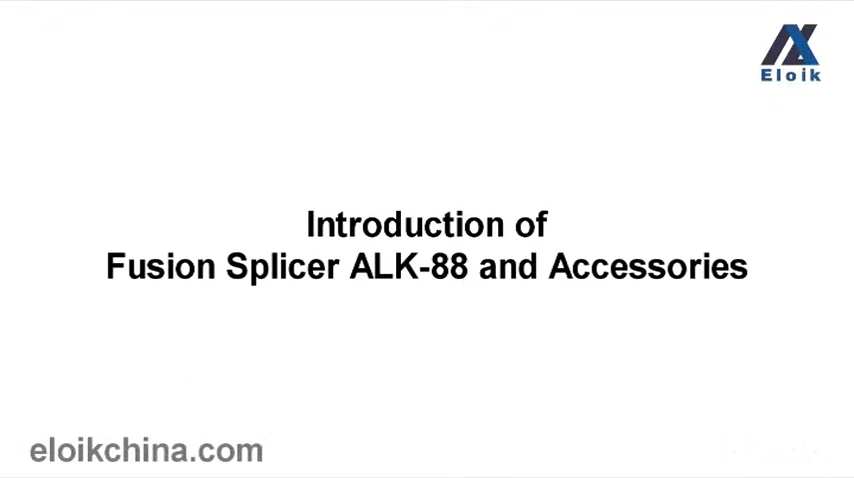 Eloik
Introduction of
Fusion Splicer ALK-88 and Accessories
eloikchina.com